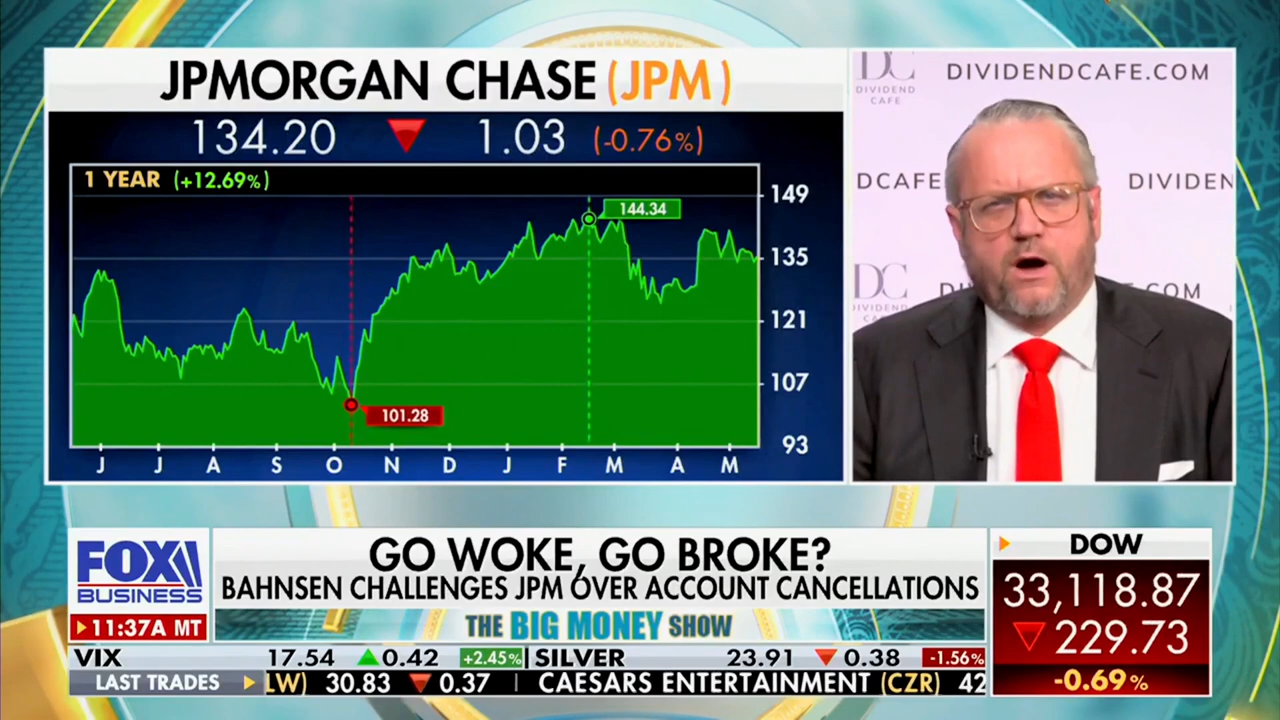 JPMORGAN CHASE (JPM)
134.20 ▼ 1.03 (-0.76%)
1 YEAR (+12.69%)
149
144.34
135
121
107
101.28
93
J J A S O N D J F M A M
DC DIVIDENDCAFE.COM
DIVIDEND
CAFE
DCAFE DIVIDEN
DC DI E.COM
DIVIDEND
FOX
BUSINESS
11:37A MT
GO WOKE, GO BROKE?
BAHNSEN CHALLENGES JPM OVER ACCOUNT CANCELLATIONS
THE BIG MONEY SHOW
DOW
33,118.87
▼ 229.73
-0.69%
VIX 17.54 ▲ 0.42 +2.45% SILVER 23.91 ▼ 0.38 -1.56%
LAST TRADES LW) 30.83 ▼ 0.37 CAESARS ENTERTAINMENT (CZR) 42